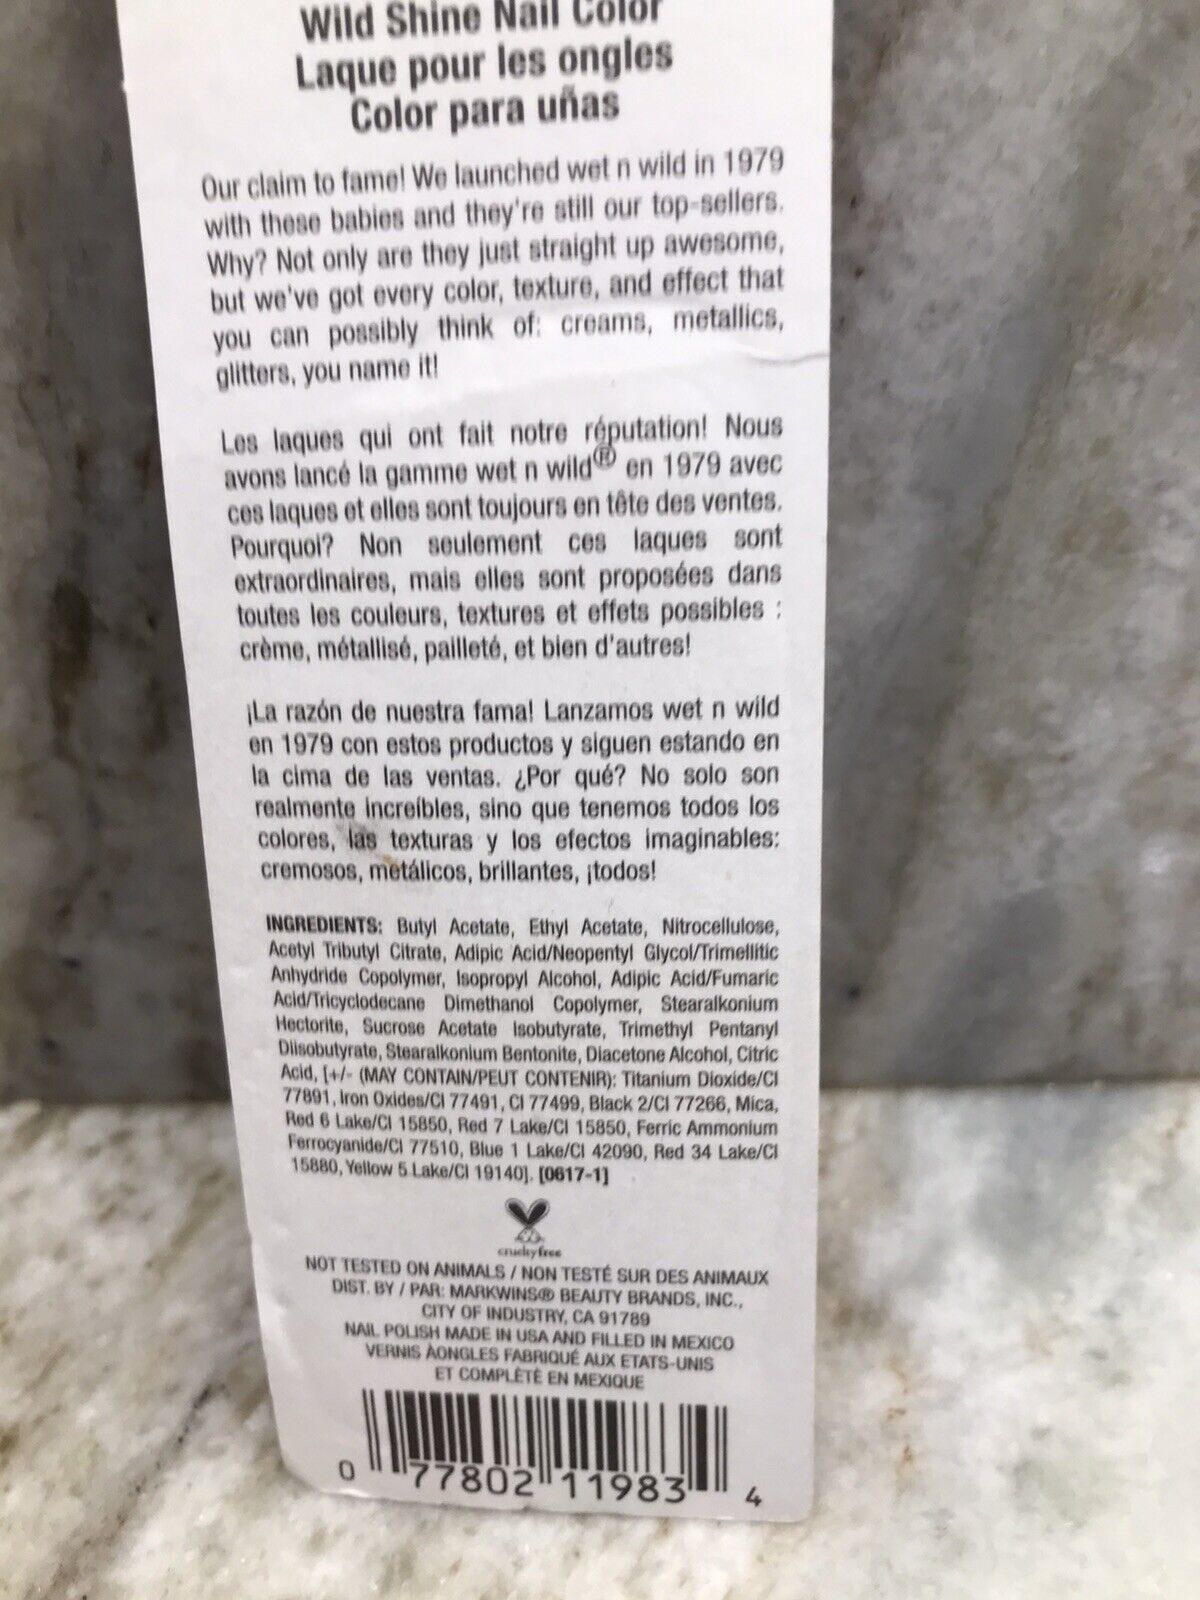 Wild Shine Nail Color
Laque pour les ongles
Color para uñas
Our claim to fame! We launched wet n wild in 1979
with these babies and they're still our top-sellers.
Why? Not only are they just straight up awesome,
but we've got every color, texture, and effect that
you can possibly think of: creams, metallics,
glitters, you name it!
Les laques qui ont fait notre réputation! Nous
avons lancé la gamme wet n wild® en 1979 avec
ces laques et elles sont toujours en tête des ventes.
Pourquoi? Non seulement ces laques sont
extraordinaires, mais elles sont proposées dans
toutes les couleurs, textures et effets possibles :
crème, métallisé, pailleté, et bien d'autres!
¡La razón de nuestra fama! Lanzamos wet n wild
en 1979 con estos productos y siguen estando en
la cima de las ventas. ¿Por qué? No solo son
realmente increíbles, sino que tenemos todos los
colores, las texturas y los efectos imaginables:
cremosos, metálicos, brillantes, ¡todos!
INGREDIENTS: Butyl Acetate, Ethyl Acetate, Nitrocellulose,
Acetyl Tributyl Citrate, Adipic Acid/Neopentyl Glycol/Trimellitic
Anhydride Copolymer, Isopropyl Alcohol, Adipic Acid/Fumaric
Acid/Tricyclodecane Dimethanol Copolymer, Stearalkonium
Hectorite, Sucrose Acetate Isobutyrate, Trimethyl Pentanyl
Diisobutyrate, Stearalkonium Bentonite, Diacetone Alcohol, Citric
Acid, [+/- (MAY CONTAIN/PEUT CONTENIR): Titanium Dioxide/CI
77891, Iron Oxides/CI 77491, CI 77499, Black 2/CI 77266, Mica,
Red 6 Lake/CI 15850, Red 7 Lake/CI 15850, Ferric Ammonium
Ferrocyanide/CI 77510, Blue 1 Lake/CI 42090, Red 34 Lake/CI
15880, Yellow 5 Lake/CI 19140]. [0617-1]
crueltyfree
NOT TESTED ON ANIMALS / NON TESTÉ SUR DES ANIMAUX
DIST. BY / PAR: MARKWINS® BEAUTY BRANDS, INC.,
CITY OF INDUSTRY, CA 91789
NAIL POLISH MADE IN USA AND FILLED IN MEXICO
VERNIS ÀONGLES FABRIQUÉ AUX ETATS-UNIS
ET COMPLÈTÈ EN MEXIQUE
0 77802 11983 4